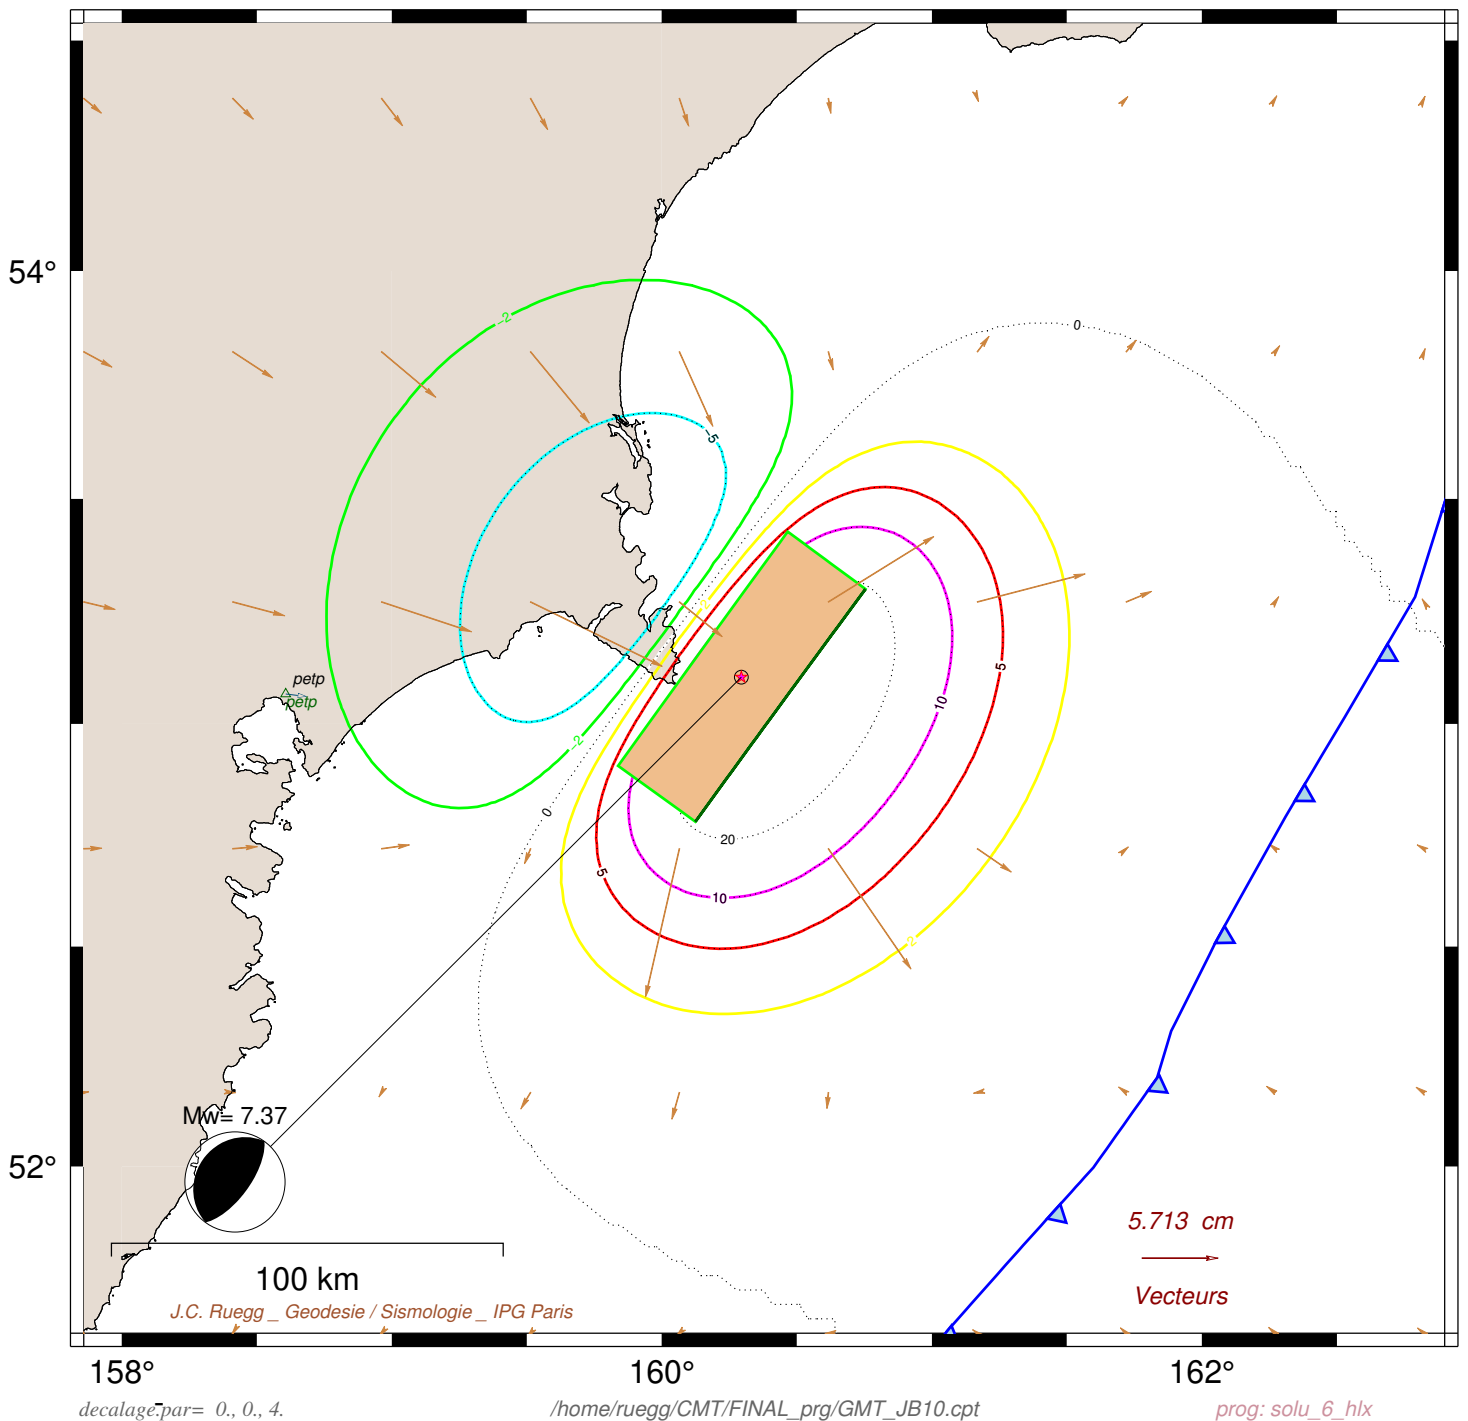 0
−2
54°
−5
2
5
petp
petp
10
−2
0
20
5
10
2
Mw= 7.37
52°
5.713 cm
100 km
Vecteurs
J.C. Ruegg _ Geodesie / Sismologie _ IPG Paris
158° 160° 162°
decalage.par= 0., 0., 4. /home/ruegg/CMT/FINAL_prg/GMT_JB10.cpt prog: solu_6_hlx